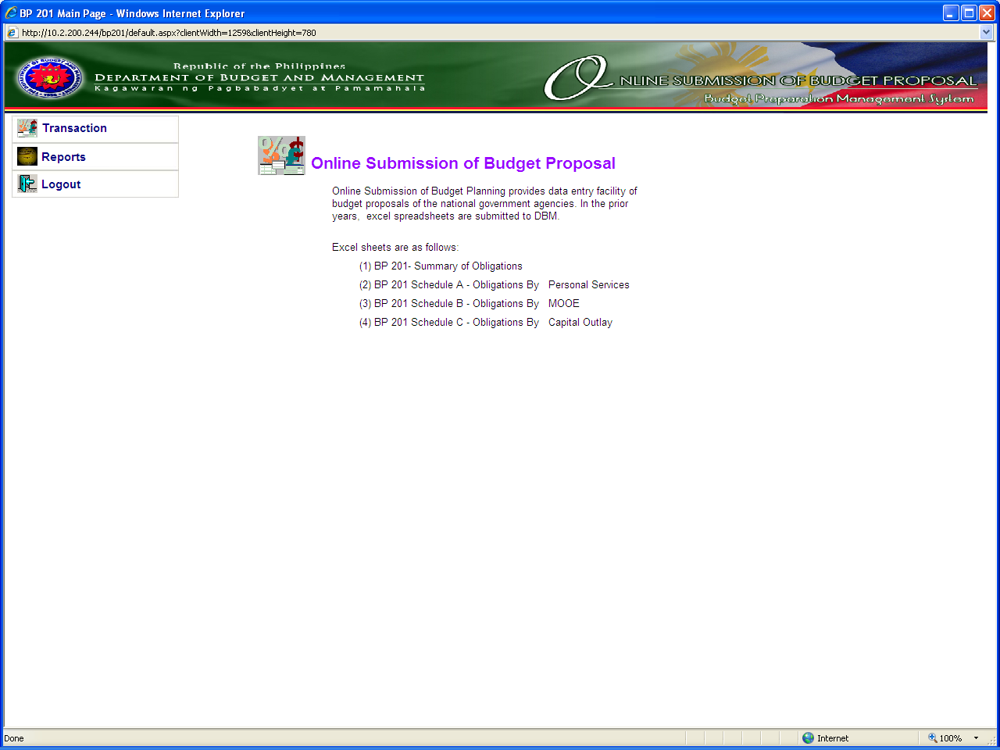 BP 201 Main Page - Windows Internet Explorer
http://10.2.200.244/bp201/default.aspx?clientWidth=1259&clientHeight=780
Republic of the Philippines
DEPARTMENT OF BUDGET AND MANAGEMENT
Kagawaran ng Pagbabadyet at Pamamahala
ONLINE SUBMISSION OF BUDGET PROPOSAL
Budget Preparation Management System
Transaction
Reports
Logout
Online Submission of Budget Proposal
Online Submission of Budget Planning provides data entry facility of
budget proposals of the national government agencies. In the prior
years, excel spreadsheets are submitted to DBM.
Excel sheets are as follows:
(1) BP 201- Summary of Obligations
(2) BP 201 Schedule A - Obligations By Personal Services
(3) BP 201 Schedule B - Obligations By MOOE
(4) BP 201 Schedule C - Obligations By Capital Outlay
Done
Internet
100%